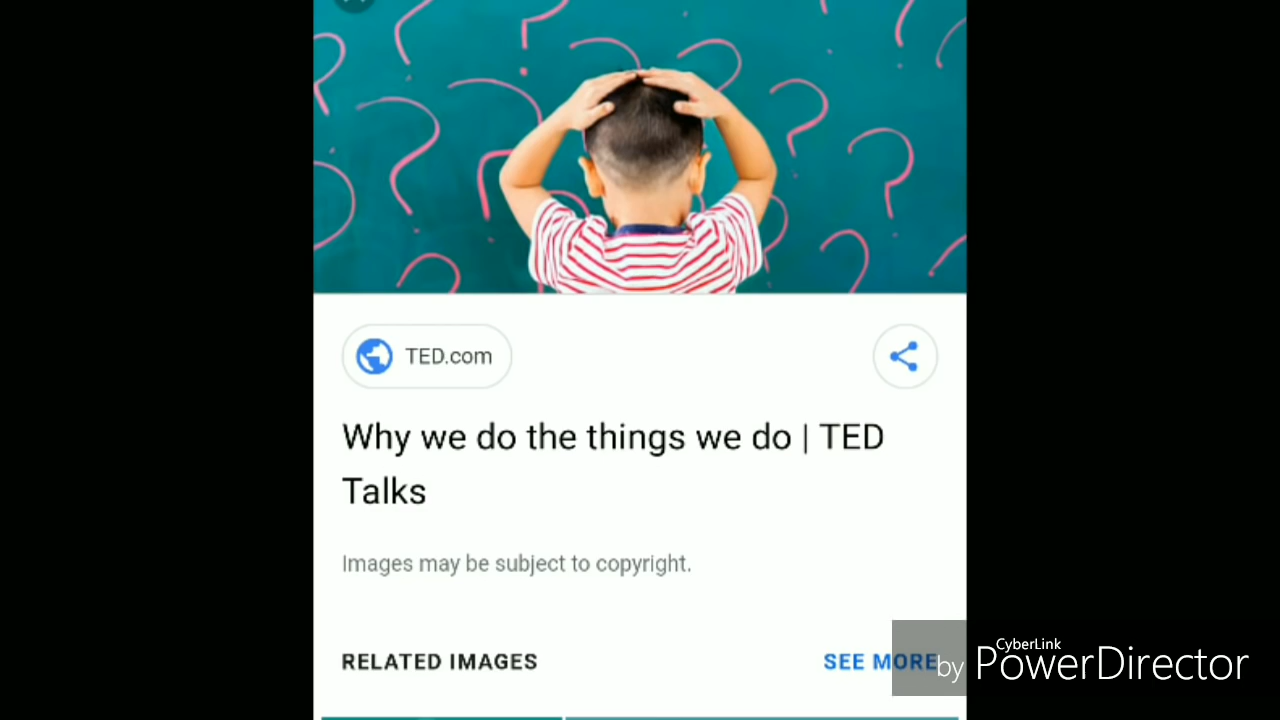 TED.com
Why we do the things we do | TED
Talks
Images may be subject to copyright.
RELATED IMAGES
SEE MORE
CyberLink
by PowerDirector